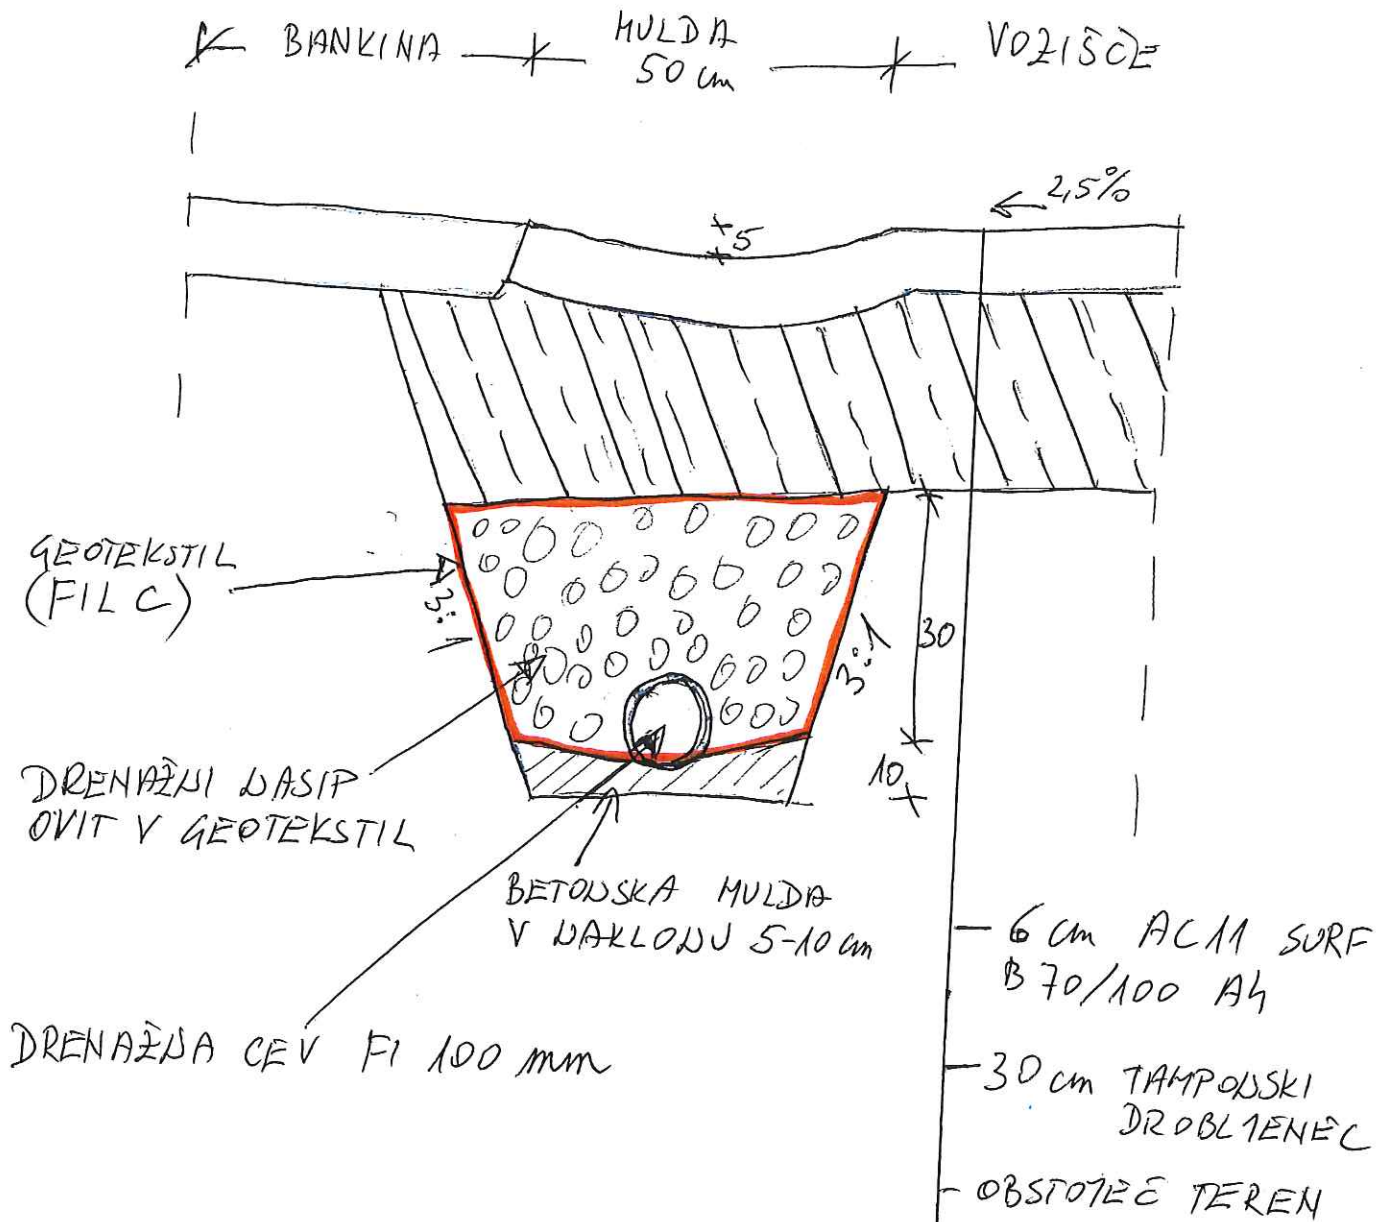 BANKINA
MULDA
50 cm
VOZIŠČE
2,5%
5
GEOTEKSTIL
(FILC)
3:1
3:1
30
10
DRENAŽNI NASIP
OVIT V GEOTEKSTIL
BETONSKA MULDA
V NAKLONU 5-10 cm
DRENAŽNA CEV FI 100 mm
6 cm AC11 SURF
B 70/100 A4
30 cm TAMPONSKI
DROBLJENEC
OBSTOJEČ TEREN